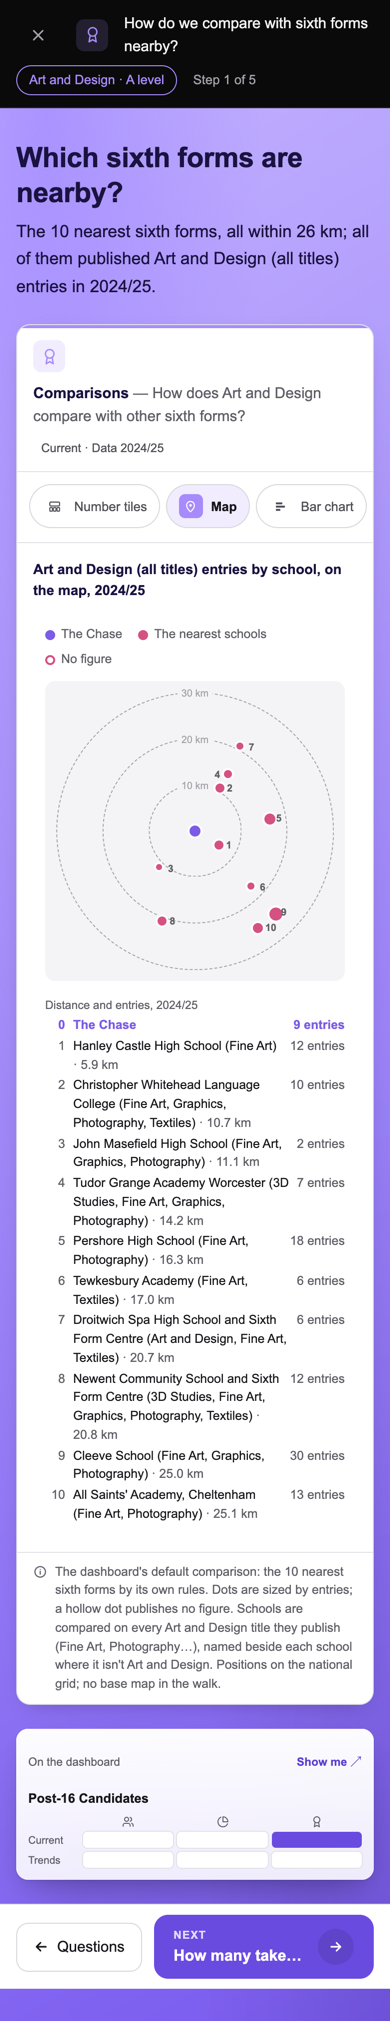 How do we compare with sixth forms
nearby?
Art and Design · A level
Step 1 of 5
Which sixth forms are
nearby?
The 10 nearest sixth forms, all within 26 km; all
of them published Art and Design (all titles)
entries in 2024/25.
Comparisons — How does Art and Design
compare with other sixth forms?
Current · Data 2024/25
Number tiles
Map
Bar chart
Art and Design (all titles) entries by school, on
the map, 2024/25
The Chase
The nearest schools
No figure
30 km
20 km
7
4
10 km
2
5
1
3
6
9
8
10
Distance and entries, 2024/25
0 The Chase 9 entries
1 Hanley Castle High School (Fine Art) 12 entries
· 5.9 km
2 Christopher Whitehead Language 10 entries
College (Fine Art, Graphics,
Photography, Textiles) · 10.7 km
3 John Masefield High School (Fine Art, 2 entries
Graphics, Photography) · 11.1 km
4 Tudor Grange Academy Worcester (3D 7 entries
Studies, Fine Art, Graphics,
Photography) · 14.2 km
5 Pershore High School (Fine Art, 18 entries
Photography) · 16.3 km
6 Tewkesbury Academy (Fine Art, 6 entries
Textiles) · 17.0 km
7 Droitwich Spa High School and Sixth 6 entries
Form Centre (Art and Design, Fine Art,
Textiles) · 20.7 km
8 Newent Community School and Sixth 12 entries
Form Centre (3D Studies, Fine Art,
Graphics, Photography, Textiles) ·
20.8 km
9 Cleeve School (Fine Art, Graphics, 30 entries
Photography) · 25.0 km
10 All Saints' Academy, Cheltenham 13 entries
(Fine Art, Photography) · 25.1 km
The dashboard's default comparison: the 10 nearest
sixth forms by its own rules. Dots are sized by entries;
a hollow dot publishes no figure. Schools are
compared on every Art and Design title they publish
(Fine Art, Photography…), named beside each school
where it isn't Art and Design. Positions on the national
grid; no base map in the walk.
On the dashboard
Show me
Post-16 Candidates
Current
Trends
Questions
NEXT
How many take…